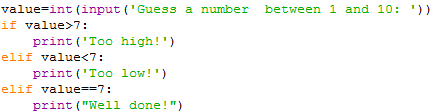 value=int(input('Guess a number  between 1 and 10: '))
if value>7:
    print('Too high!')
elif value<7:
    print('Too low!')
elif value==7:
    print("Well done!")